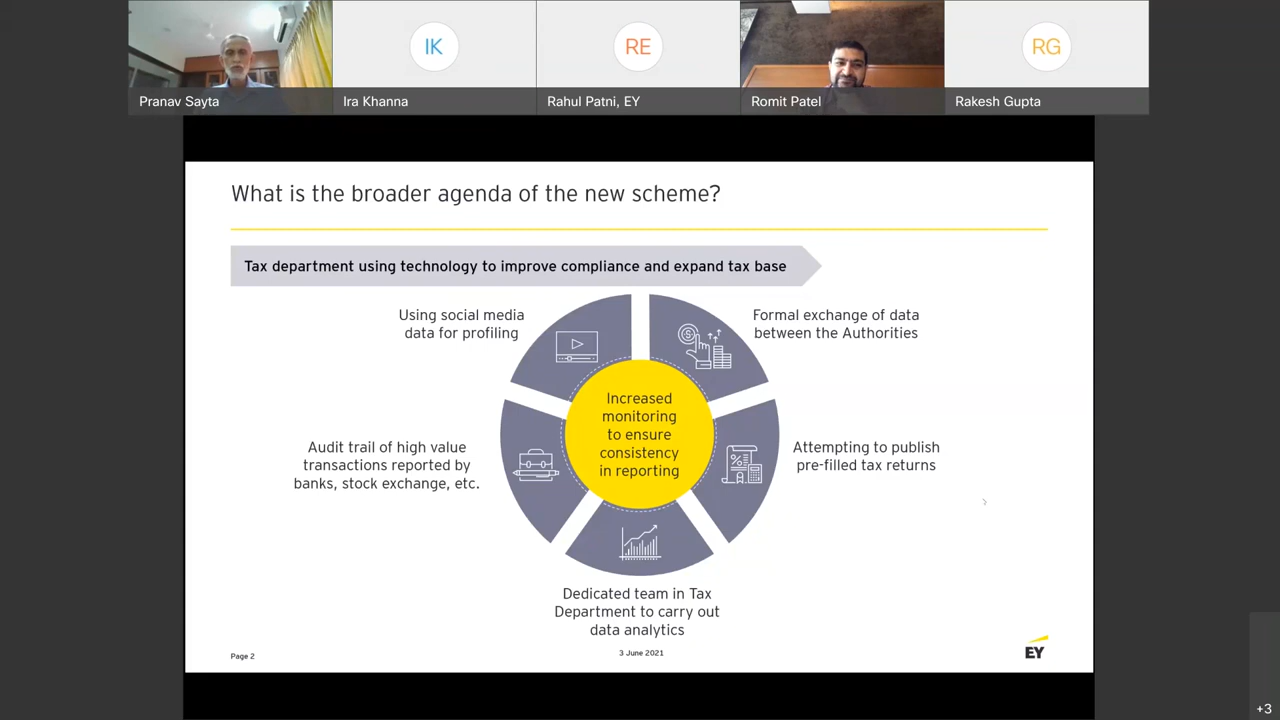 IK
RE
RG
Pranav Sayta
Ira Khanna
Rahul Patni, EY
Romit Patel
Rakesh Gupta
What is the broader agenda of the new scheme?
Tax department using technology to improve compliance and expand tax base
Using social media
data for profiling
Formal exchange of data
between the Authorities
Increased
monitoring
to ensure
consistency
in reporting
Audit trail of high value
transactions reported by
banks, stock exchange, etc.
Attempting to publish
pre-filled tax returns
Dedicated team in Tax
Department to carry out
data analytics
Page 2
3 June 2021
EY
+3